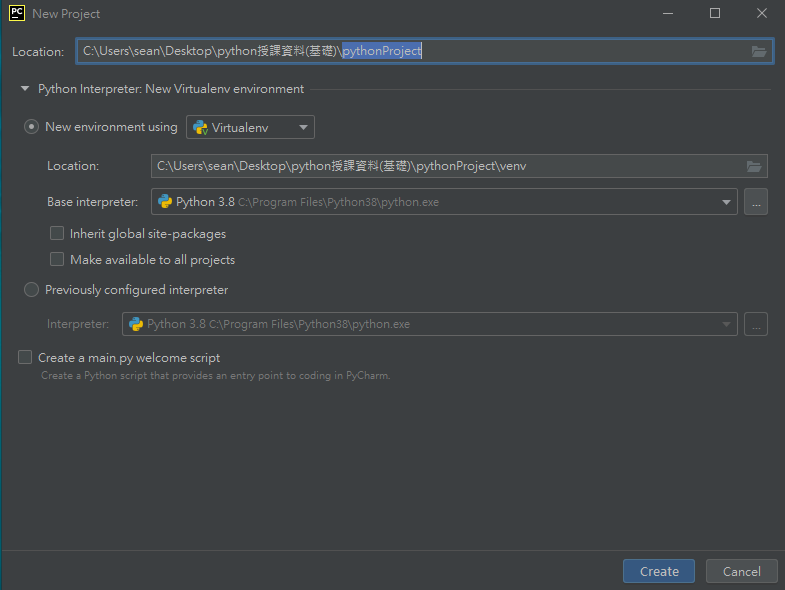 PC New Project
Location: C:\Users\sean\Desktop\python授課資料(基礎)\pythonProject
Python Interpreter: New Virtualenv environment
New environment using Virtualenv
Location: C:\Users\sean\Desktop\python授課資料(基礎)\pythonProject\venv
Base interpreter: Python 3.8 C:\Program Files\Python38\python.exe ...
Inherit global site-packages
Make available to all projects
Previously configured interpreter
Interpreter: Python 3.8 C:\Program Files\Python38\python.exe ...
Create a main.py welcome script
Create a Python script that provides an entry point to coding in PyCharm.
Create Cancel